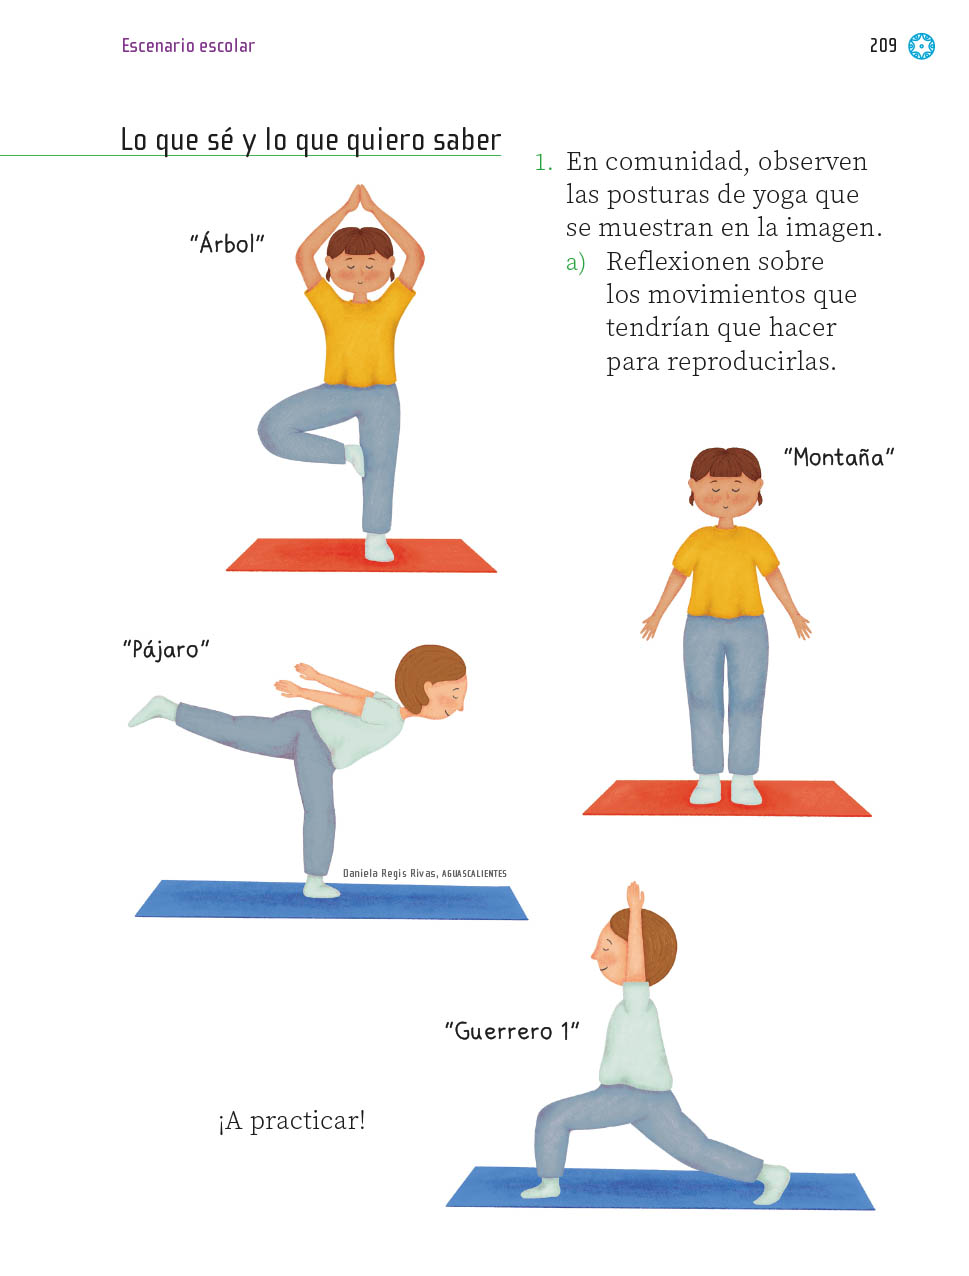 Escenario escolar
209
Lo que sé y lo que quiero saber
1. En comunidad, observen
las posturas de yoga que
se muestran en la imagen.
a) Reflexionen sobre
los movimientos que
tendrían que hacer
para reproducirlas.
"Árbol"
"Montaña"
"Pájaro"
Daniela Regis Rivas, AGUASCALIENTES
"Guerrero 1"
¡A practicar!